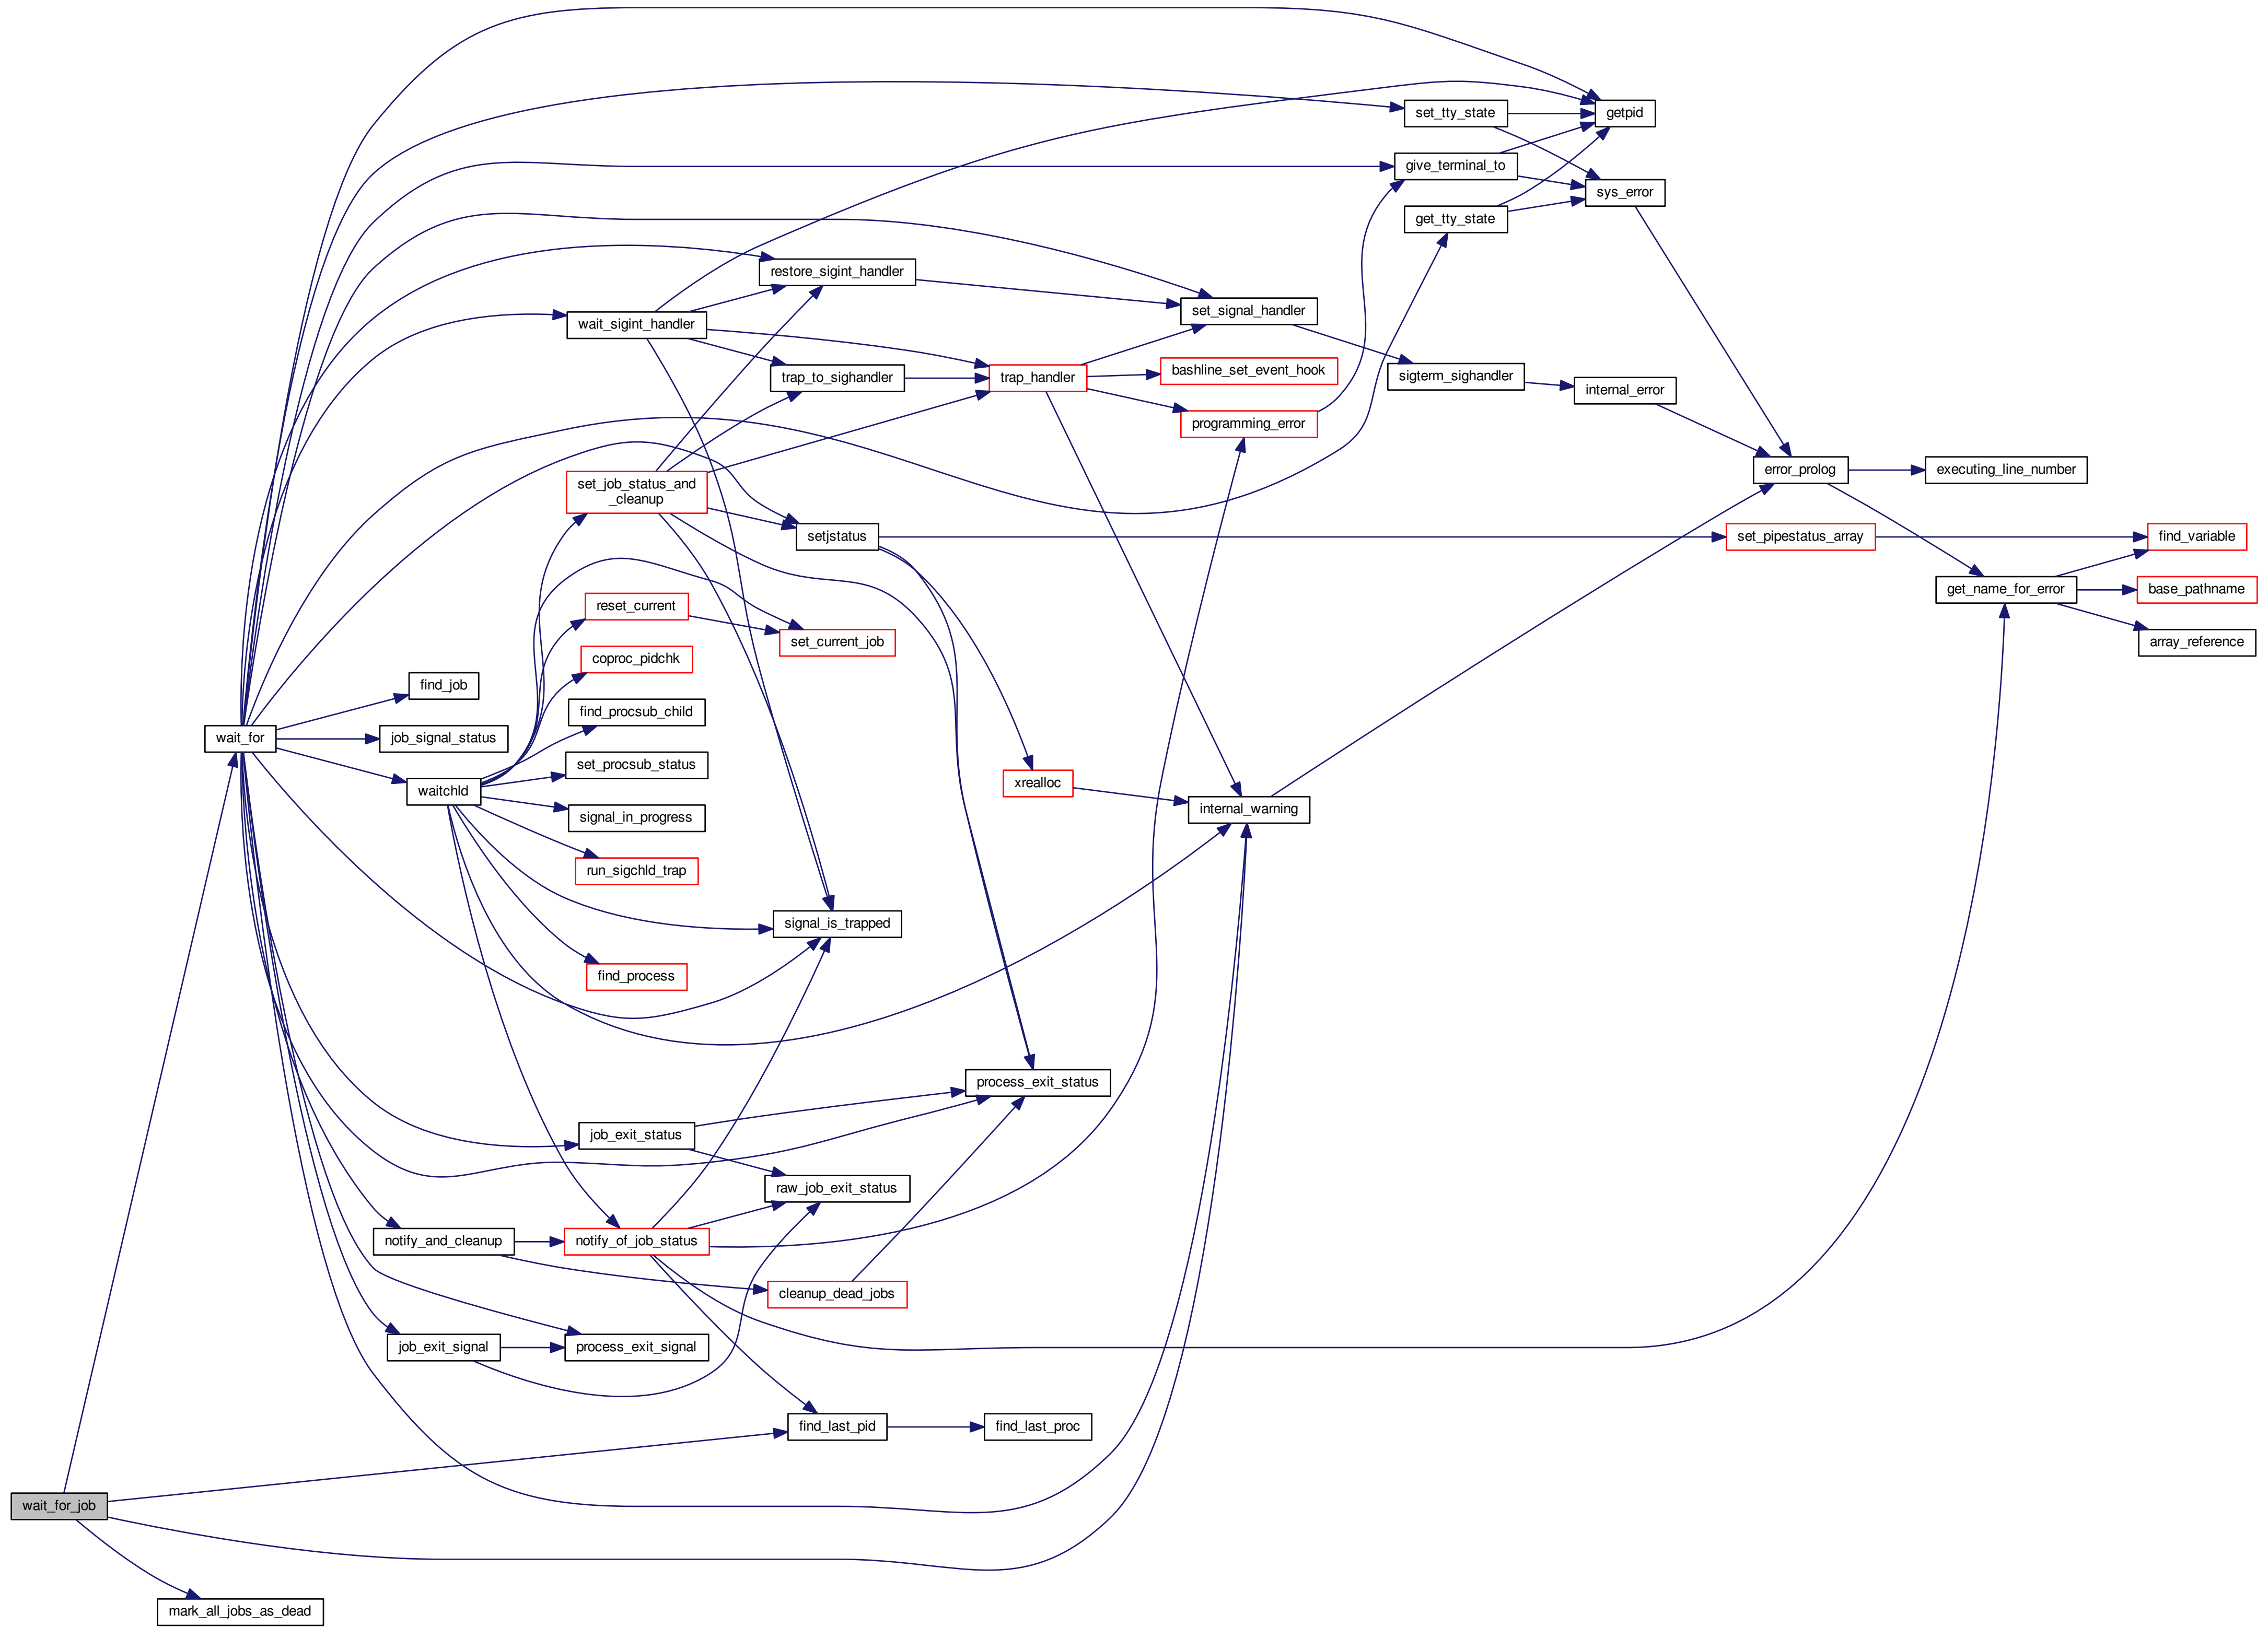 getpid
set_tty_state
give_terminal_to
sys_error
get_tty_state
restore_sigint_handler
set_signal_handler
wait_sigint_handler
trap_to_sighandler
trap_handler
bashline_set_event_hook
sigterm_sighandler
internal_error
programming_error
error_prolog
executing_line_number
set_job_status_and
_cleanup
setjstatus
set_pipestatus_array
find_variable
get_name_for_error
base_pathname
reset_current
set_current_job
array_reference
coproc_pidchk
find_job
find_procsub_child
wait_for
job_signal_status
set_procsub_status
xrealloc
waitchld
signal_in_progress
internal_warning
run_sigchld_trap
signal_is_trapped
find_process
process_exit_status
job_exit_status
raw_job_exit_status
notify_and_cleanup
notify_of_job_status
cleanup_dead_jobs
job_exit_signal
process_exit_signal
find_last_pid
find_last_proc
wait_for_job
mark_all_jobs_as_dead